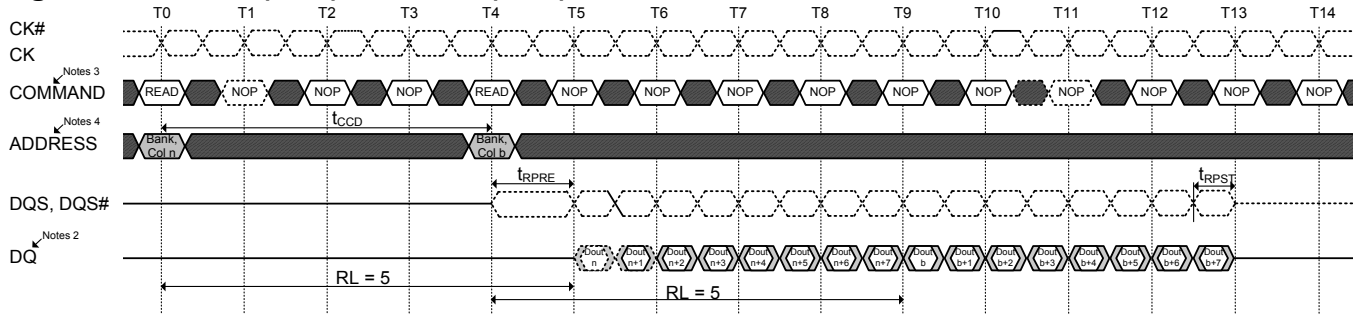 T0 T1 T2 T3 T4 T5 T6 T7 T8 T9 T10 T11 T12 T13 T14
CK#
CK
Notes 3
COMMAND READ NOP NOP NOP READ NOP NOP NOP NOP NOP NOP NOP NOP NOP NOP
Notes 4
tCCD
ADDRESS Bank, Col n Bank, Col b
tRPRE tRPST
DQS, DQS#
Notes 2
DQ Dout n Dout n+1 Dout n+2 Dout n+3 Dout n+4 Dout n+5 Dout n+6 Dout n+7 Dout b Dout b+1 Dout b+2 Dout b+3 Dout b+4 Dout b+5 Dout b+6 Dout b+7
RL = 5
RL = 5